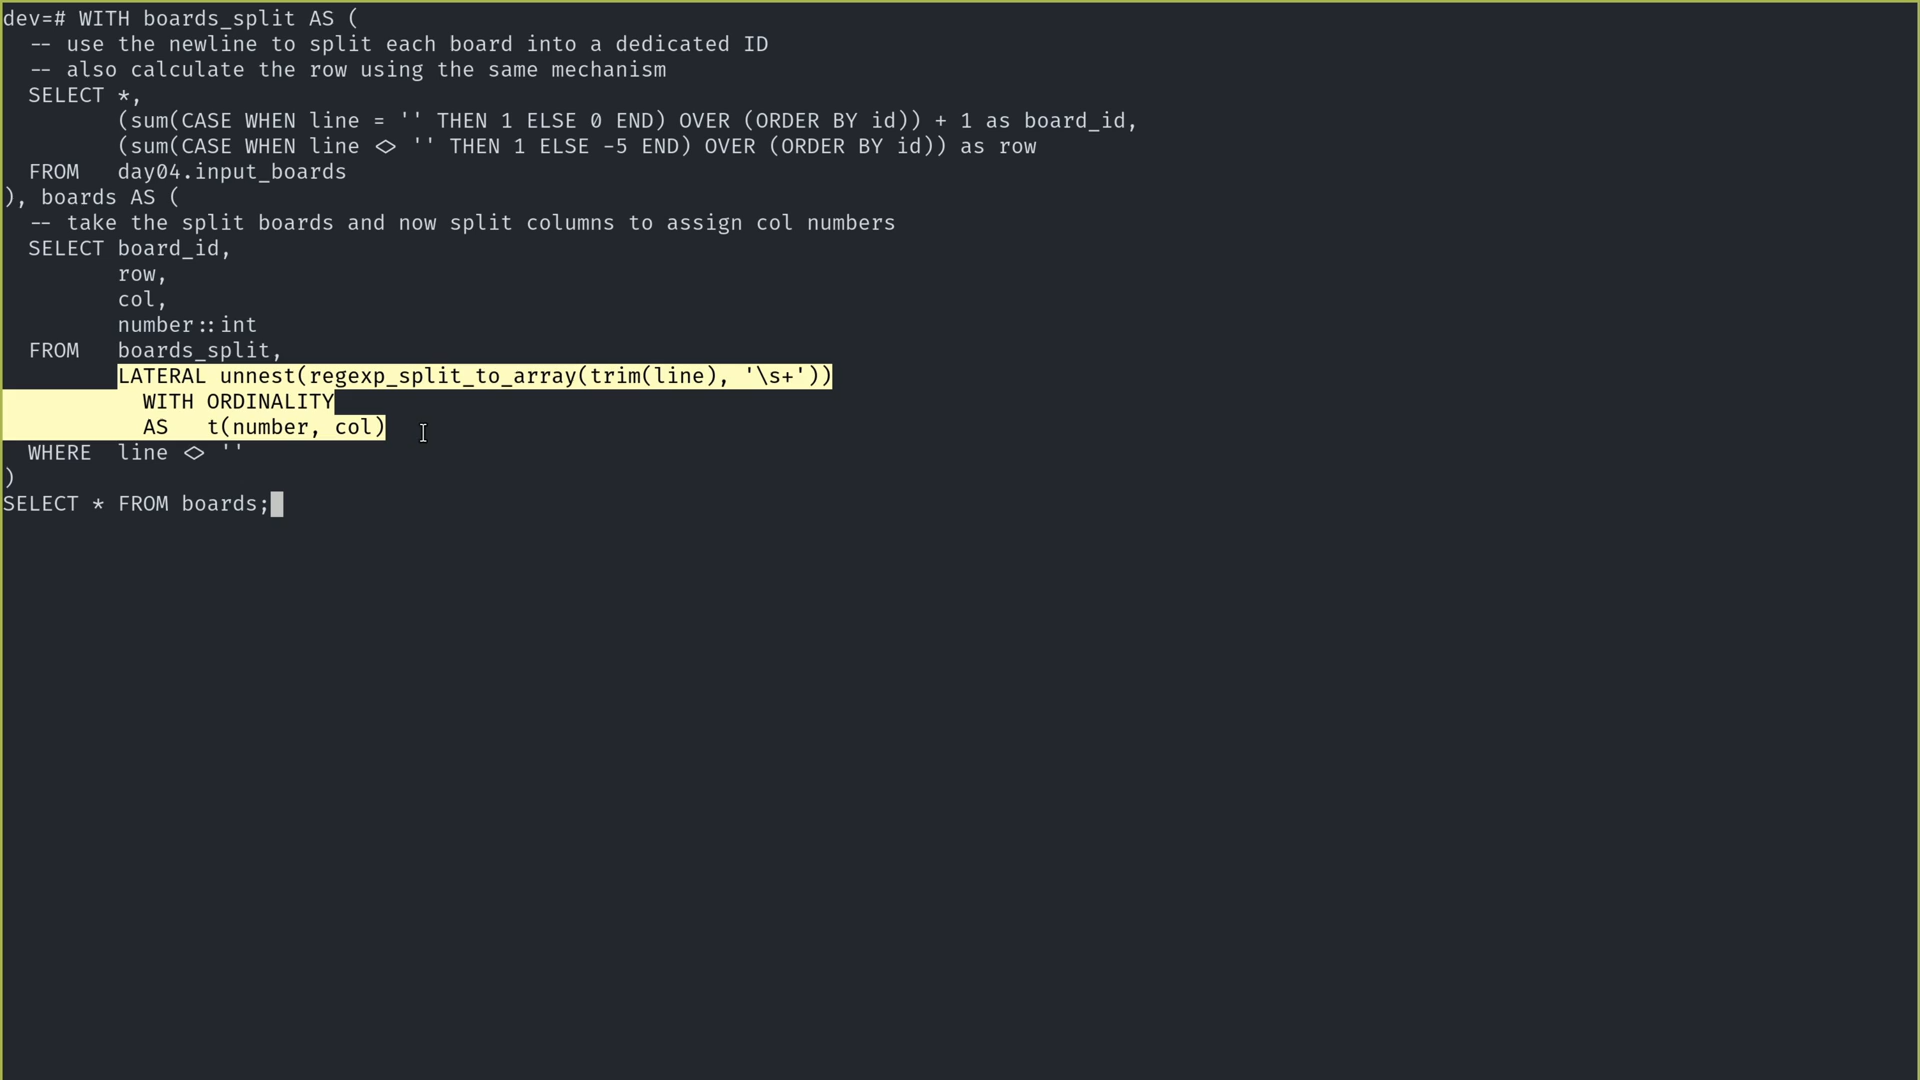 dev=# WITH boards_split AS (
  -- use the newline to split each board into a dedicated ID
  -- also calculate the row using the same mechanism
  SELECT *,
         (sum(CASE WHEN line = '' THEN 1 ELSE 0 END) OVER (ORDER BY id)) + 1 as board_id,
         (sum(CASE WHEN line <> '' THEN 1 ELSE -5 END) OVER (ORDER BY id)) as row
  FROM   day04.input_boards
), boards AS (
  -- take the split boards and now split columns to assign col numbers
  SELECT board_id,
         row,
         col,
         number::int
  FROM   boards_split,
         LATERAL unnest(regexp_split_to_array(trim(line), '\s+'))
           WITH ORDINALITY
           AS   t(number, col)
  WHERE  line <> ''
)
SELECT * FROM boards;